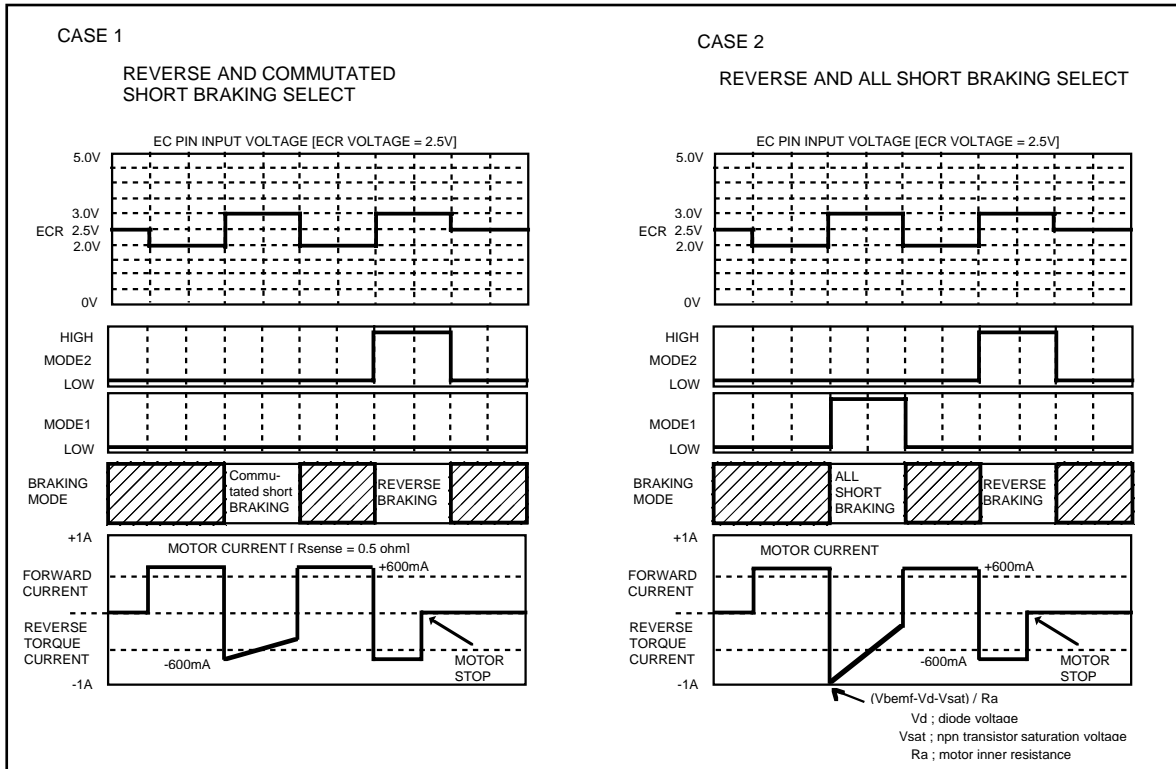 CASE 1
REVERSE AND COMMUTATED
SHORT BRAKING SELECT
EC PIN INPUT VOLTAGE [ECR VOLTAGE = 2.5V]
5.0V
3.0V
ECR 2.5V
2.0V
0V
HIGH
MODE2
LOW
MODE1
LOW
BRAKING
MODE
Commu-
tated short
BRAKING
REVERSE
BRAKING
+1A
MOTOR CURRENT [ Rsense = 0.5 ohm]
+600mA
FORWARD
CURRENT
REVERSE
TORQUE
CURRENT
-600mA
MOTOR
STOP
-1A
CASE 2
REVERSE AND ALL SHORT BRAKING SELECT
EC PIN INPUT VOLTAGE [ECR VOLTAGE = 2.5V]
5.0V
3.0V
ECR 2.5V
2.0V
0V
HIGH
MODE2
LOW
MODE1
LOW
BRAKING
MODE
ALL
SHORT
BRAKING
REVERSE
BRAKING
+1A
MOTOR CURRENT
+600mA
FORWARD
CURRENT
REVERSE
TORQUE
CURRENT
-600mA
MOTOR
STOP
-1A
(Vbemf-Vd-Vsat) / Ra
Vd ; diode voltage
Vsat ; npn transistor saturation voltage
Ra ; motor inner resistance